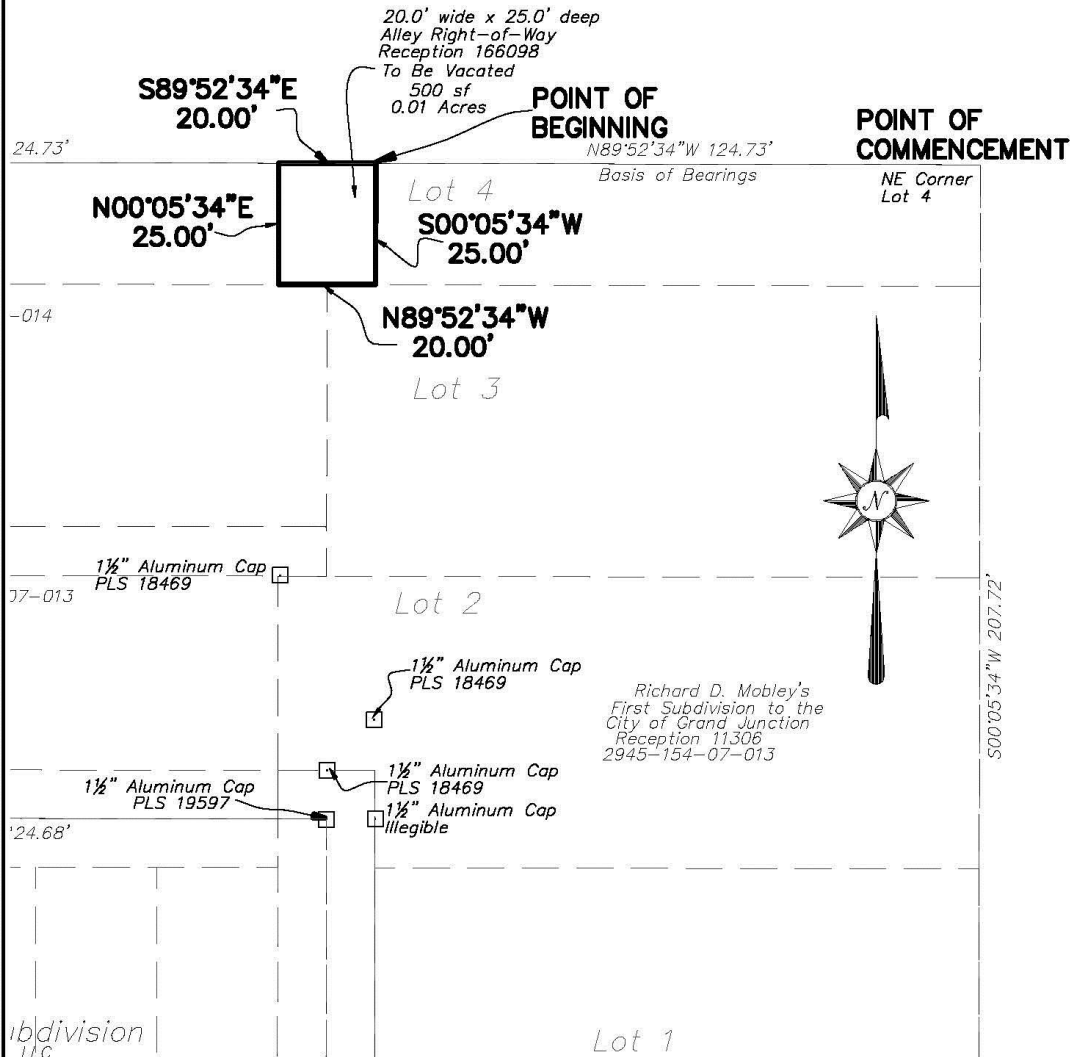 20.0' wide x 25.0' deep
Alley Right-of-Way
Reception 166098
To Be Vacated
500 sf
0.01 Acres
S89°52'34"E
20.00'
POINT OF
BEGINNING
POINT OF
COMMENCEMENT
24.73'
N89°52'34"W 124.73'
Basis of Bearings
NE Corner
Lot 4
Lot 4
N00°05'34"E
25.00'
S00°05'34"W
25.00'
-014
N89°52'34"W
20.00'
Lot 3
N
1½" Aluminum Cap
PLS 18469
07-013
Lot 2
S00°05'34"W 207.72'
1½" Aluminum Cap
PLS 18469
Richard D. Mobley's
First Subdivision to the
City of Grand Junction
Reception 11306
2945-154-07-013
1½" Aluminum Cap
PLS 18469
1½" Aluminum Cap
PLS 19597
1½" Aluminum Cap
Illegible
124.68'
Lot 1
ubdivision